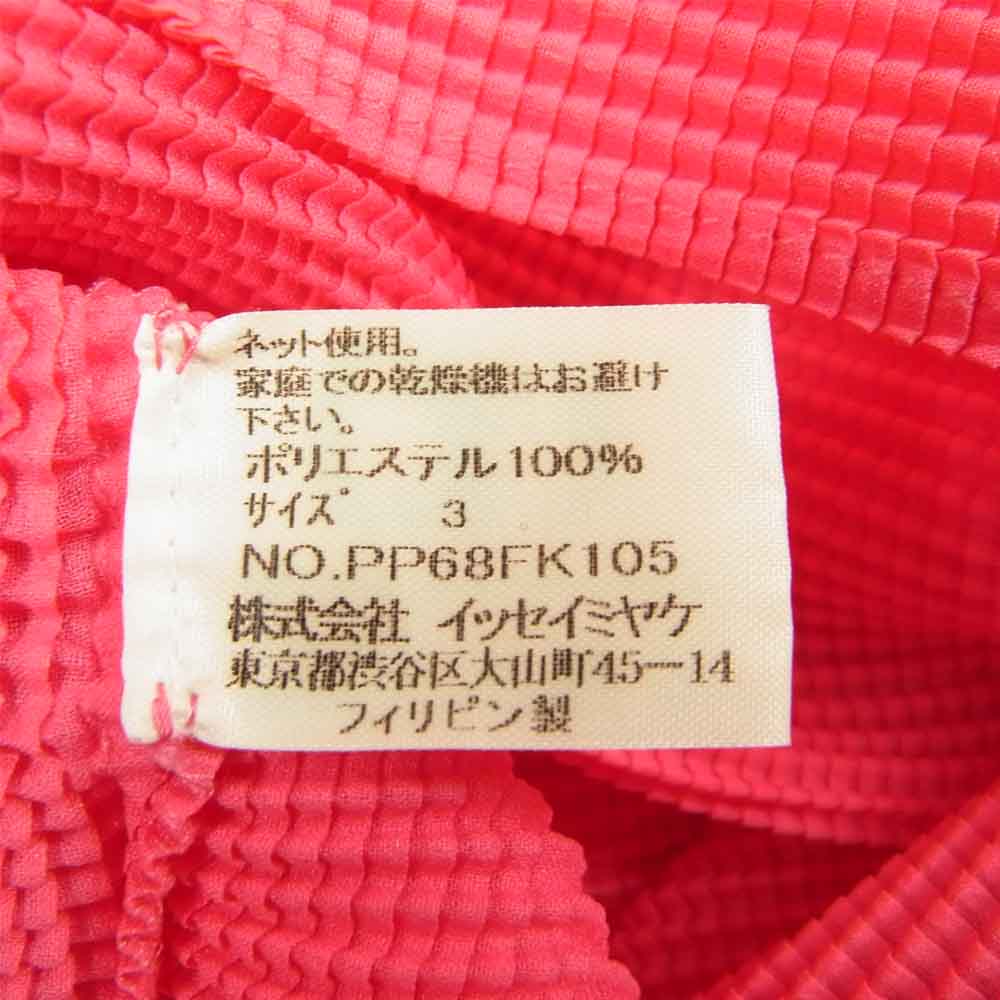 ネット使用。
家庭での乾燥機はお避け
下さい。
ポリエステル100%
サイズ 3
NO.PP68FK105
株式会社 イッセイミヤケ
東京都渋谷区大山町45―14
フィリピン製